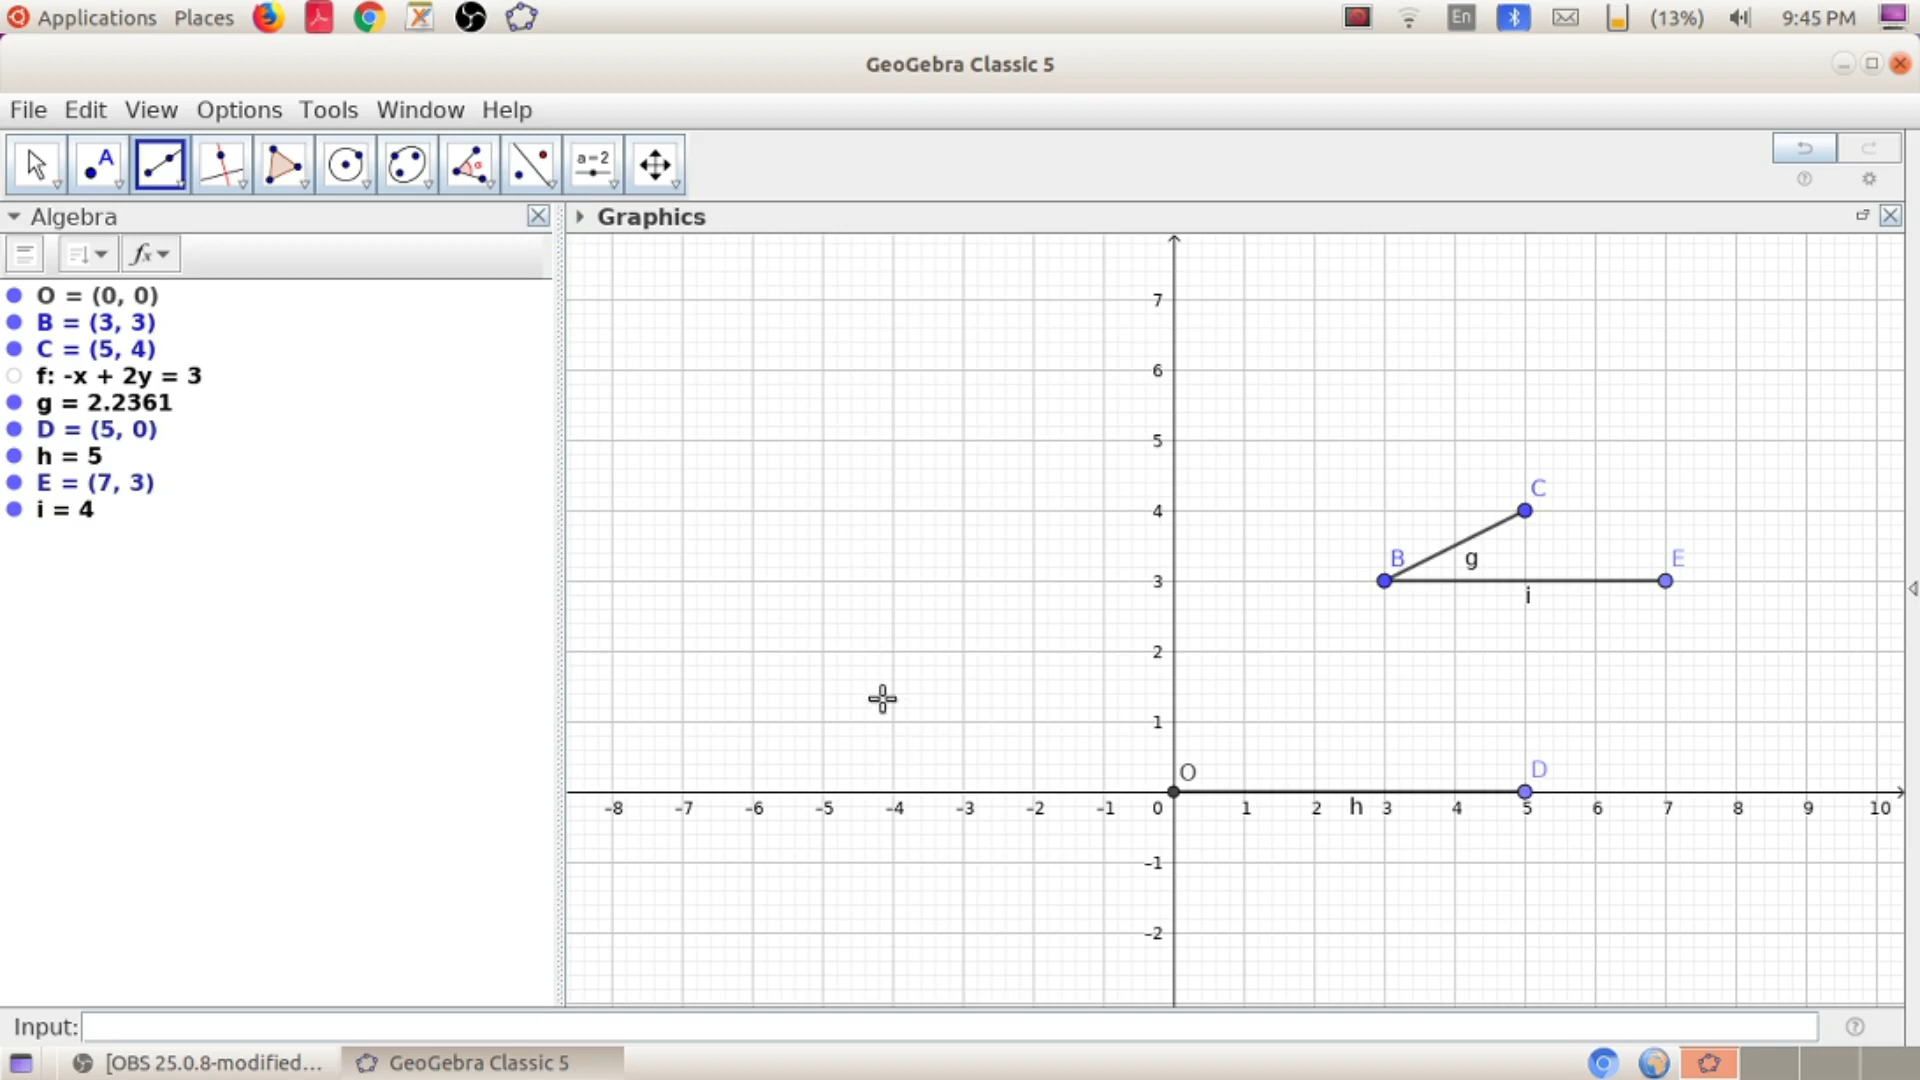 Applications Places En (13%) 9:45 PM
GeoGebra Classic 5
File Edit View Options Tools Window Help
A a=2
Algebra
Graphics
fx
O = (0, 0)
B = (3, 3)
C = (5, 4)
f: -x + 2y = 3
g = 2.2361
D = (5, 0)
h = 5
E = (7, 3)
i = 4
7
6
5
C
4
B g E
3
i
2
1
O D
-8 -7 -6 -5 -4 -3 -2 -1 0 1 2 h 3 4 5 6 7 8 9 10
-1
-2
Input:
[OBS 25.0.8-modified... GeoGebra Classic 5